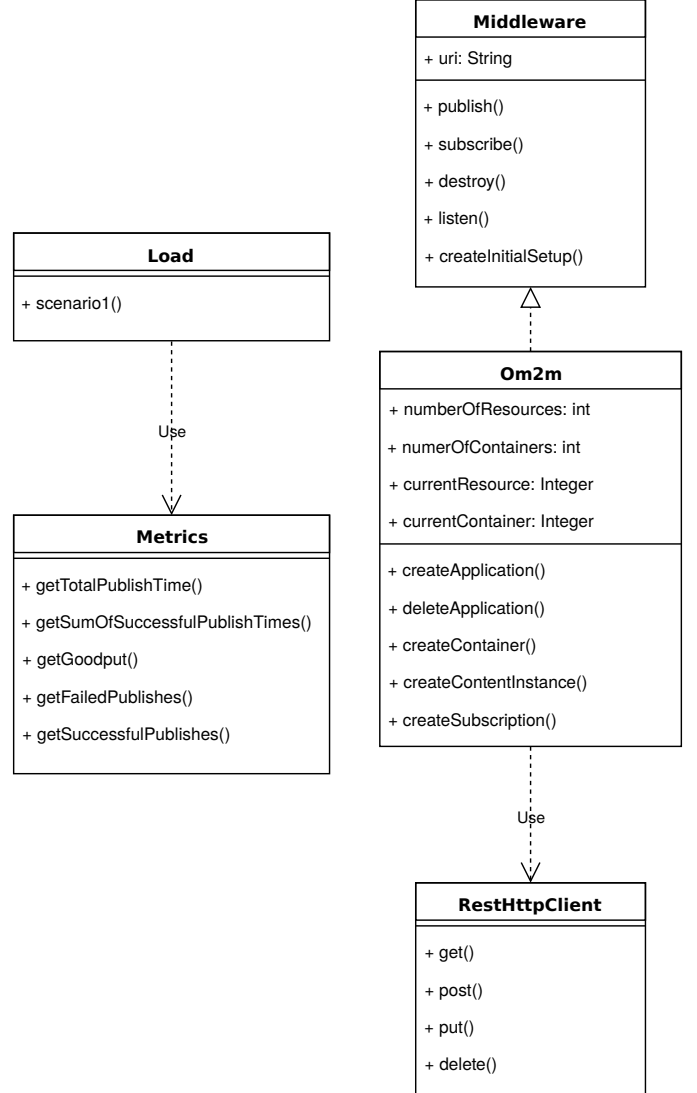 Middleware
+ uri: String
+ publish()
+ subscribe()
+ destroy()
+ listen()
+ createInitialSetup()
Load
+ scenario1()
Use
Metrics
+ getTotalPublishTime()
+ getSumOfSuccessfulPublishTimes()
+ getGoodput()
+ getFailedPublishes()
+ getSuccessfulPublishes()
Om2m
+ numberOfResources: int
+ numerOfContainers: int
+ currentResource: Integer
+ currentContainer: Integer
+ createApplication()
+ deleteApplication()
+ createContainer()
+ createContentInstance()
+ createSubscription()
Use
RestHttpClient
+ get()
+ post()
+ put()
+ delete()